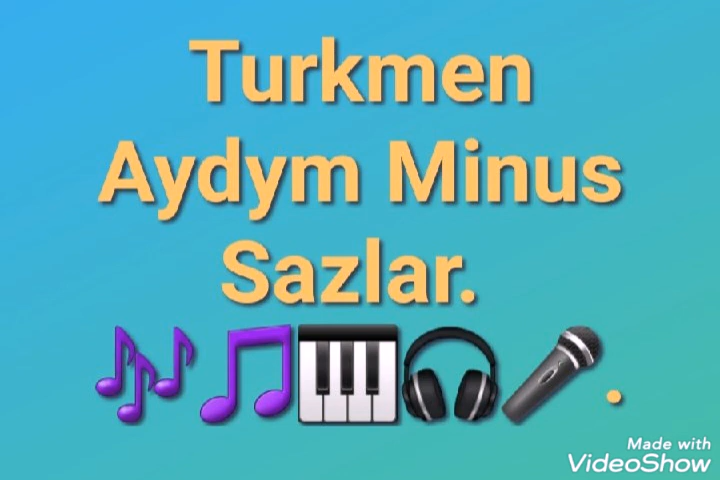 Turkmen
Aydym Minus
Sazlar.
🎶🎵🎹🎧🎤.
Made with
VideoShow